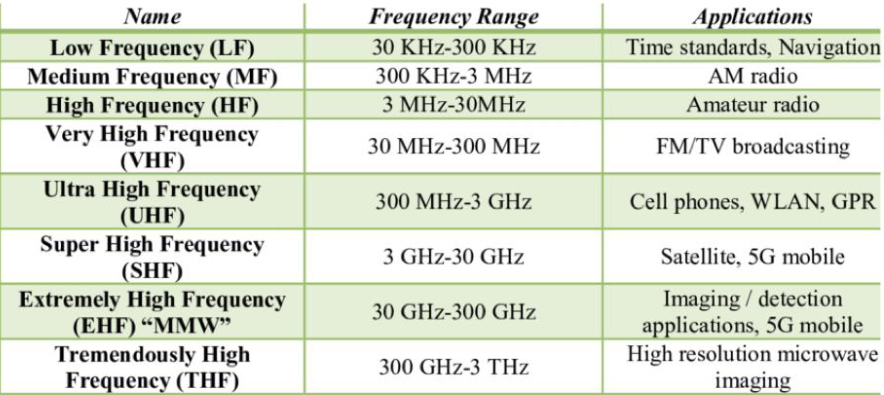 Name Frequency Range Applications
Low Frequency (LF) 30 KHz-300 KHz Time standards, Navigation
Medium Frequency (MF) 300 KHz-3 MHz AM radio
High Frequency (HF) 3 MHz-30MHz Amateur radio
Very High Frequency
(VHF) 30 MHz-300 MHz FM/TV broadcasting
Ultra High Frequency
(UHF) 300 MHz-3 GHz Cell phones, WLAN, GPR
Super High Frequency
(SHF) 3 GHz-30 GHz Satellite, 5G mobile
Extremely High Frequency
(EHF) “MMW” 30 GHz-300 GHz Imaging / detection
applications, 5G mobile
Tremendously High
Frequency (THF) 300 GHz-3 THz High resolution microwave
imaging